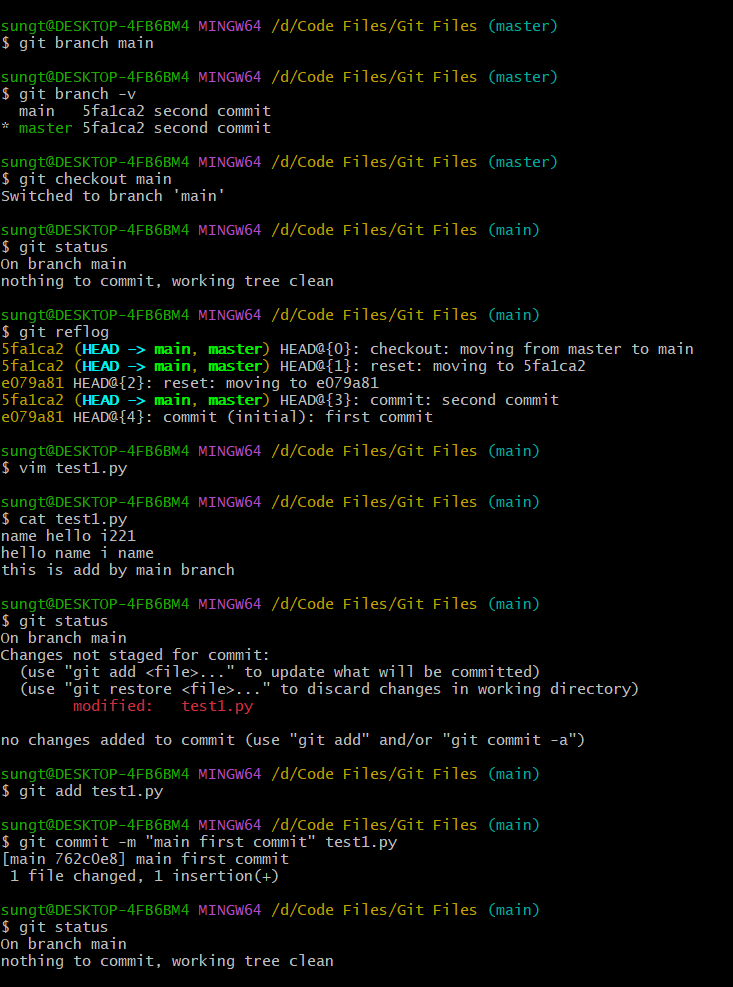 sungt@DESKTOP-4FB6BM4 MINGW64 /d/Code Files/Git Files (master)
$ git branch main

sungt@DESKTOP-4FB6BM4 MINGW64 /d/Code Files/Git Files (master)
$ git branch -v
  main   5fa1ca2 second commit
* master 5fa1ca2 second commit

sungt@DESKTOP-4FB6BM4 MINGW64 /d/Code Files/Git Files (master)
$ git checkout main
Switched to branch 'main'

sungt@DESKTOP-4FB6BM4 MINGW64 /d/Code Files/Git Files (main)
$ git status
On branch main
nothing to commit, working tree clean

sungt@DESKTOP-4FB6BM4 MINGW64 /d/Code Files/Git Files (main)
$ git reflog
5fa1ca2 (HEAD -> main, master) HEAD@{0}: checkout: moving from master to main
5fa1ca2 (HEAD -> main, master) HEAD@{1}: reset: moving to 5fa1ca2
e079a81 HEAD@{2}: reset: moving to e079a81
5fa1ca2 (HEAD -> main, master) HEAD@{3}: commit: second commit
e079a81 HEAD@{4}: commit (initial): first commit

sungt@DESKTOP-4FB6BM4 MINGW64 /d/Code Files/Git Files (main)
$ vim test1.py

sungt@DESKTOP-4FB6BM4 MINGW64 /d/Code Files/Git Files (main)
$ cat test1.py
name hello i221
hello name i name
this is add by main branch

sungt@DESKTOP-4FB6BM4 MINGW64 /d/Code Files/Git Files (main)
$ git status
On branch main
Changes not staged for commit:
  (use "git add <file>..." to update what will be committed)
  (use "git restore <file>..." to discard changes in working directory)
        modified:   test1.py

no changes added to commit (use "git add" and/or "git commit -a")

sungt@DESKTOP-4FB6BM4 MINGW64 /d/Code Files/Git Files (main)
$ git add test1.py

sungt@DESKTOP-4FB6BM4 MINGW64 /d/Code Files/Git Files (main)
$ git commit -m "main first commit" test1.py
[main 762c0e8] main first commit
 1 file changed, 1 insertion(+)

sungt@DESKTOP-4FB6BM4 MINGW64 /d/Code Files/Git Files (main)
$ git status
On branch main
nothing to commit, working tree clean